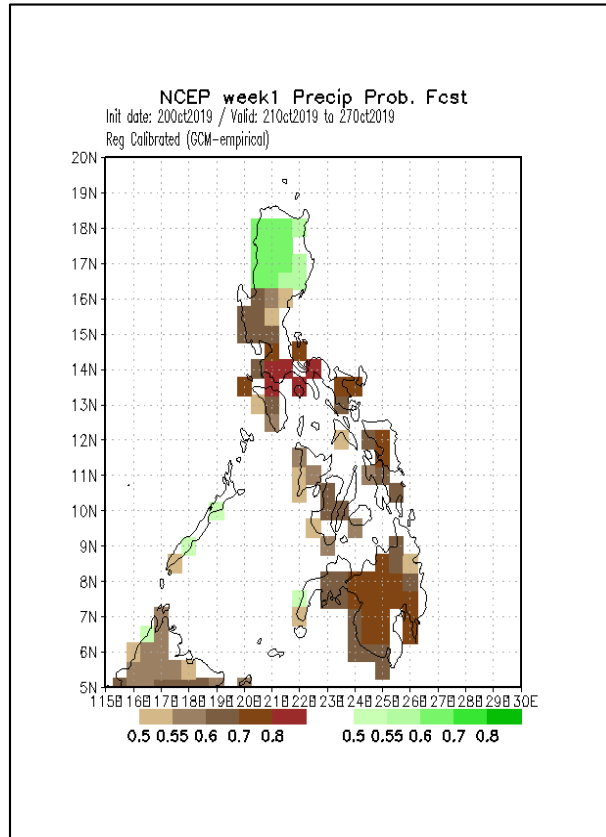 NCEP week1 Precip Prob. Fcst
Init date: 20Oct2019 / Valid: 21Oct2019 to 27Oct2019
Reg Calibrated (GCM-empirical)
20N
19N
18N
17N
16N
15N
14N
13N
12N
11N
10N
9N
8N
7N
6N
5N
115E 116E 117E 118E 119E 120E 121E 122E 123E 124E 125E 126E 127E 128E 129E 130E
0.5 0.55 0.6 0.7 0.8 0.5 0.55 0.6 0.7 0.8